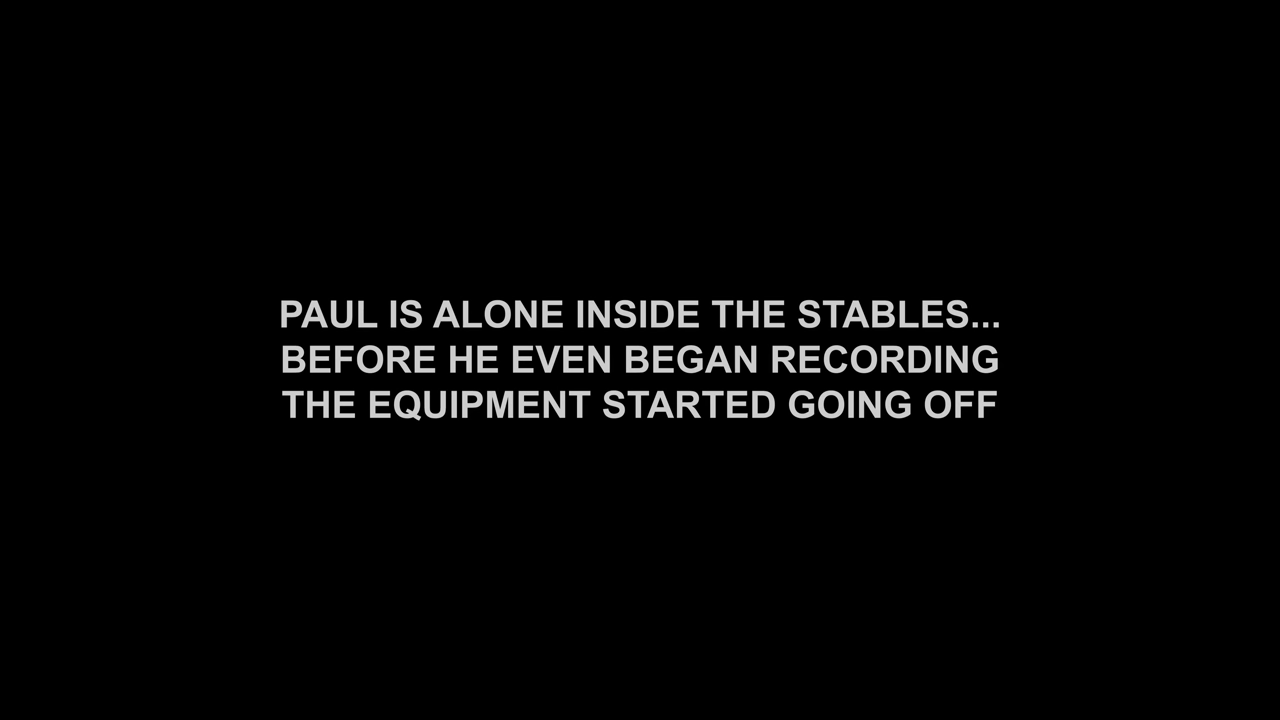 PAUL IS ALONE INSIDE THE STABLES...
BEFORE HE EVEN BEGAN RECORDING
THE EQUIPMENT STARTED GOING OFF